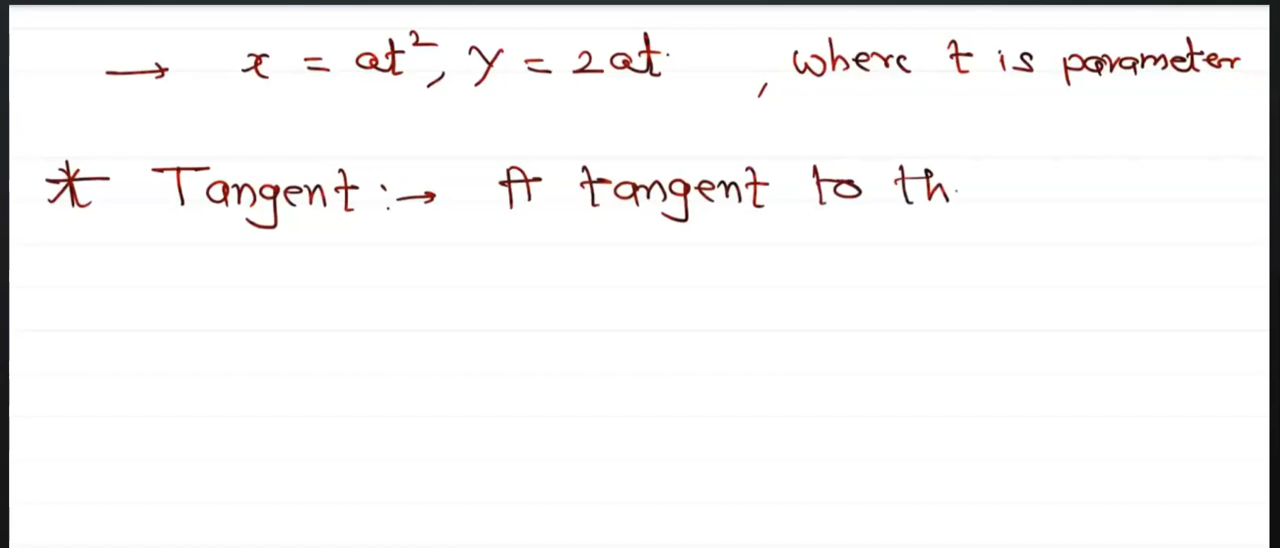 → x = at², y = 2at , where t is parameter
* Tangent :→ A tangent to th